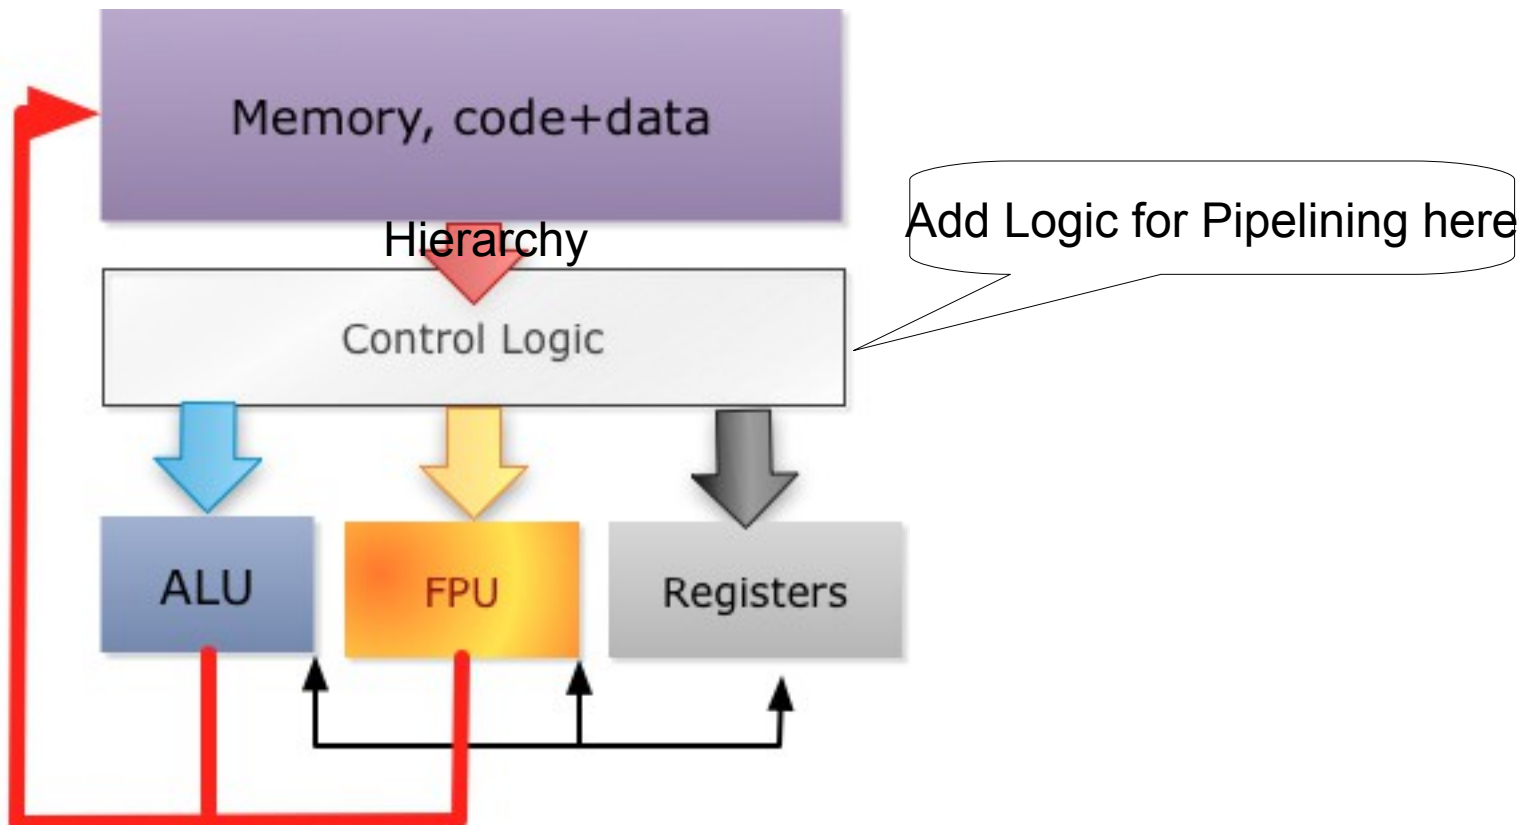 Memory, code+data
Hierarchy
Add Logic for Pipelining here
Control Logic
ALU
FPU
Registers